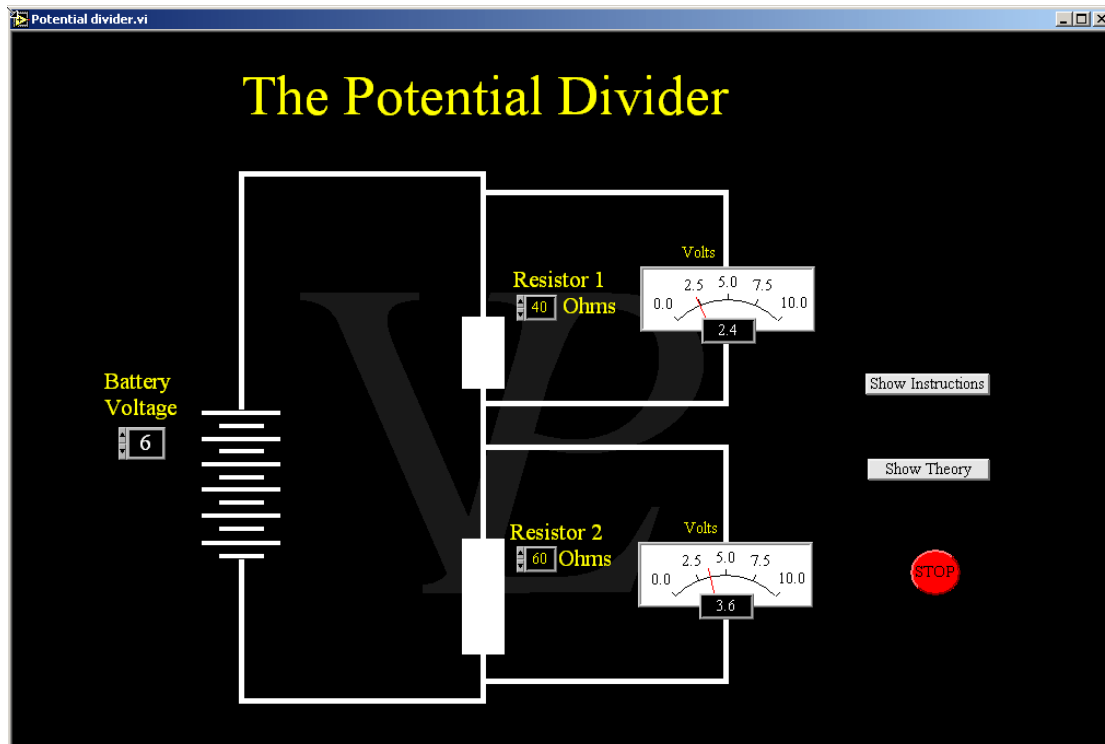 Potential divider.vi
The Potential Divider
Volts
Resistor 1
40 Ohms
0.0 2.5 5.0 7.5 10.0
2.4
Battery
Voltage
6
Show Instructions
Show Theory
Resistor 2
60 Ohms
Volts
0.0 2.5 5.0 7.5 10.0
3.6
STOP
VPL